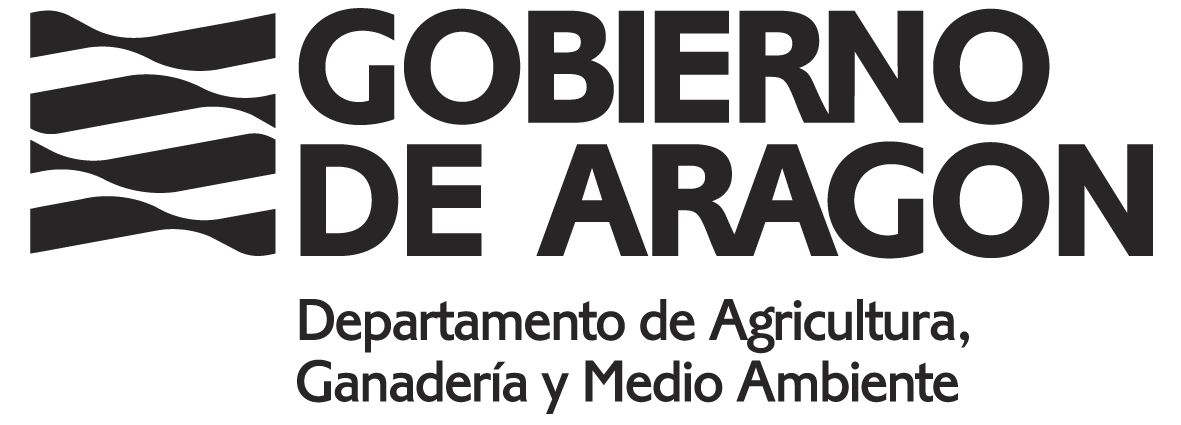 GOBIERNO
DE ARAGON
Departamento de Agricultura,
Ganadería y Medio Ambiente